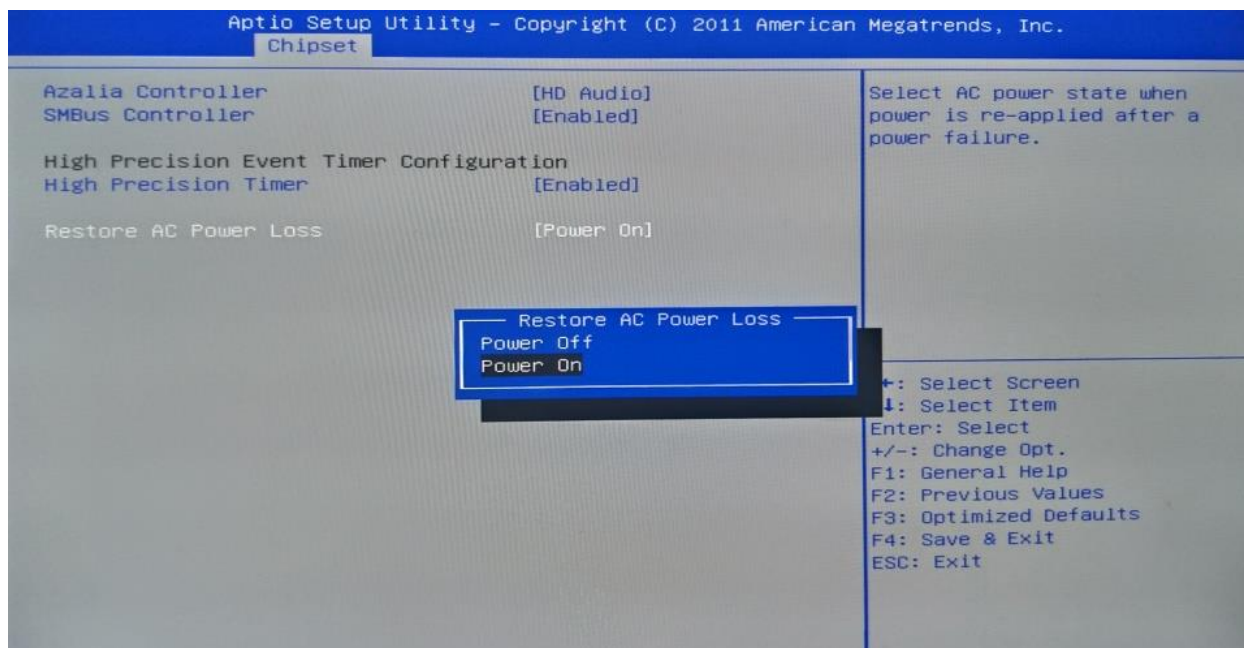 Aptio Setup Utility – Copyright (C) 2011 American Megatrends, Inc.
Chipset
Azalia Controller [HD Audio]
SMBus Controller [Enabled]
High Precision Event Timer Configuration
High Precision Timer [Enabled]
Restore AC Power Loss [Power On]
Select AC power state when
power is re-applied after a
power failure.
Restore AC Power Loss
Power Off
Power On
←: Select Screen
↓: Select Item
Enter: Select
+/-: Change Opt.
F1: General Help
F2: Previous Values
F3: Optimized Defaults
F4: Save & Exit
ESC: Exit